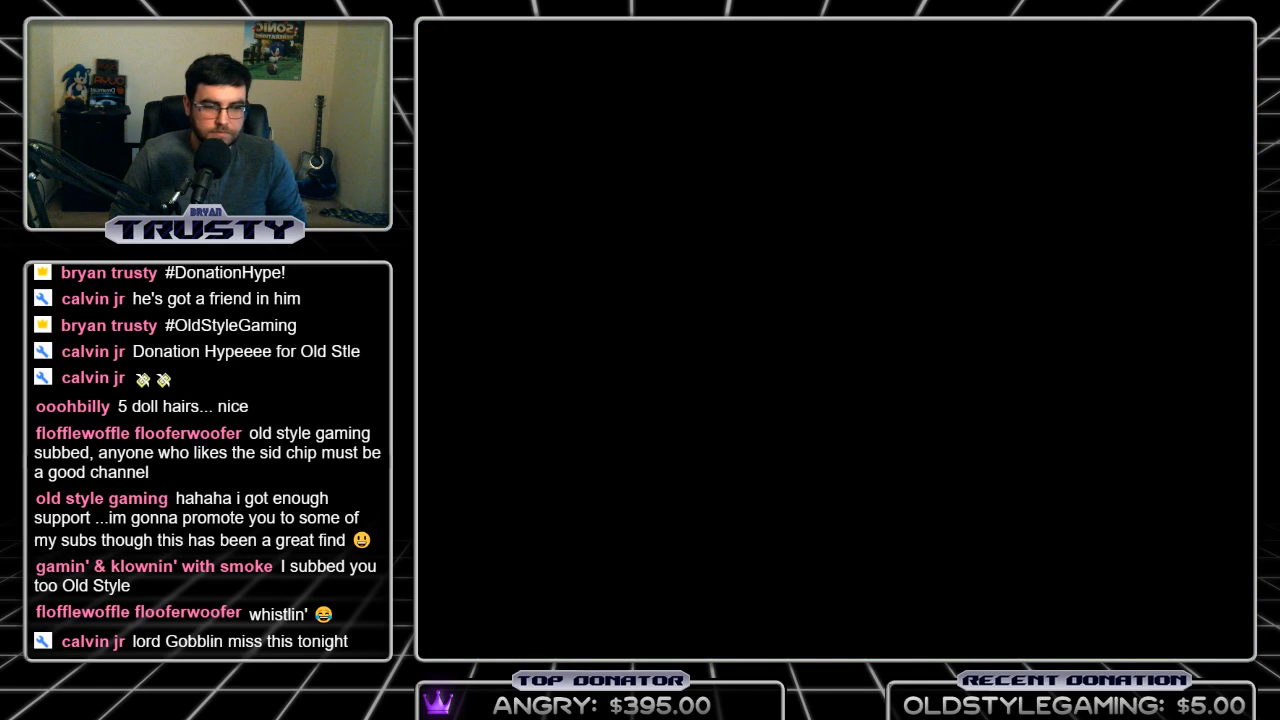 SONIC
GENERATIONS
OUYA
Dreamcast
BRYAN
TRUSTY
bryan trusty #DonationHype!
calvin jr he's got a friend in him
bryan trusty #OldStyleGaming
calvin jr Donation Hypeeee for Old Stle
calvin jr
ooohbilly 5 doll hairs... nice
flofflewoffle flooferwoofer old style gaming
subbed, anyone who likes the sid chip must be
a good channel
old style gaming hahaha i got enough
support ...im gonna promote you to some of
my subs though this has been a great find
gamin' & klownin' with smoke I subbed you
too Old Style
flofflewoffle flooferwoofer whistlin'
calvin jr lord Gobblin miss this tonight
TOP DONATOR
ANGRY: $395.00
RECENT DONATION
OLDSTYLEGAMING: $5.00